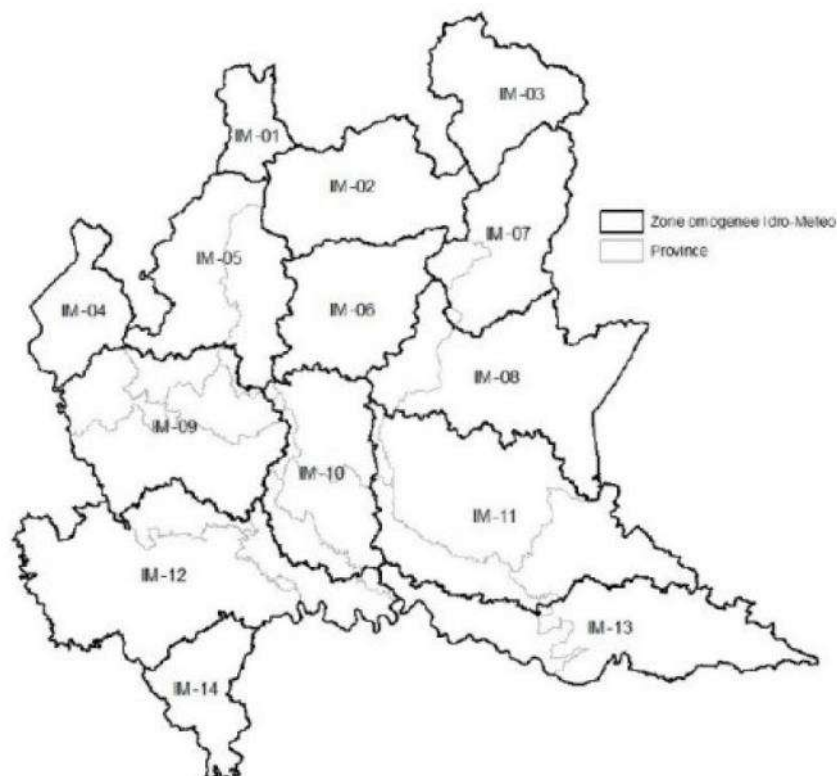 IM-03
IM-01
IM-02
Zone omogenee Idro-Meteo
IM-07
Province
IM-05
IM-04
IM-06
IM-08
IM-09
IM-10
IM-11
IM-12
IM-13
IM-14